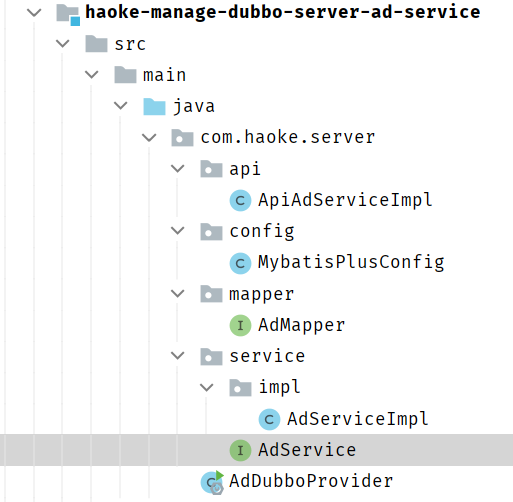 haoke-manage-dubbo-server-ad-service
src
main
java
com.haoke.server
api
C ApiAdServiceImpl
config
C MybatisPlusConfig
mapper
I AdMapper
service
impl
C AdServiceImpl
I AdService
C AdDubboProvider